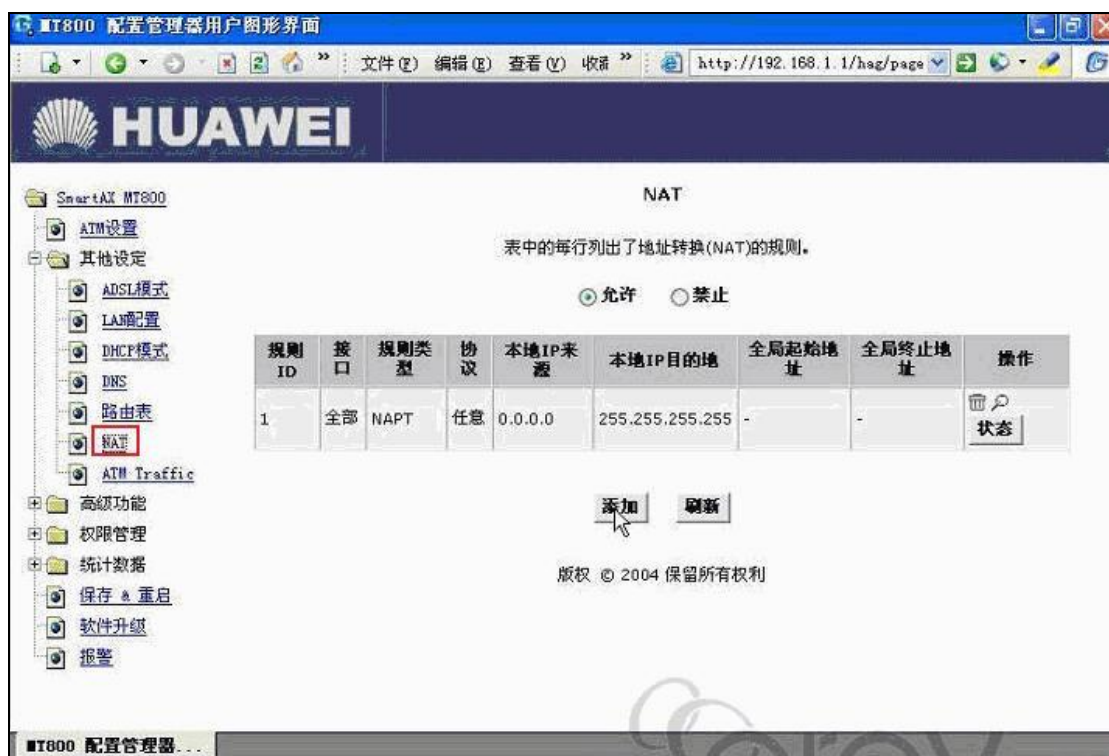 MT800 配置管理器用户图形界面
文件(F) 编辑(E) 查看(V) 收藏 » http://192.168.1.1/hag/page
HUAWEI
SmartAX MT800
ATM设置
其他设定
ADSL模式
LAN配置
DHCP模式
DNS
路由表
NAT
ATM Traffic
高级功能
权限管理
统计数据
保存 & 重启
软件升级
报警
NAT
表中的每行列出了地址转换(NAT)的规则。
允许 禁止
规则ID 接口 规则类型 协议 本地IP来源 本地IP目的地 全局起始地址 全局终止地址 操作
1 全部 NAPT 任意 0.0.0.0 255.255.255.255 - - 状态
添加 刷新
版权 © 2004 保留所有权利
MT800 配置管理器...